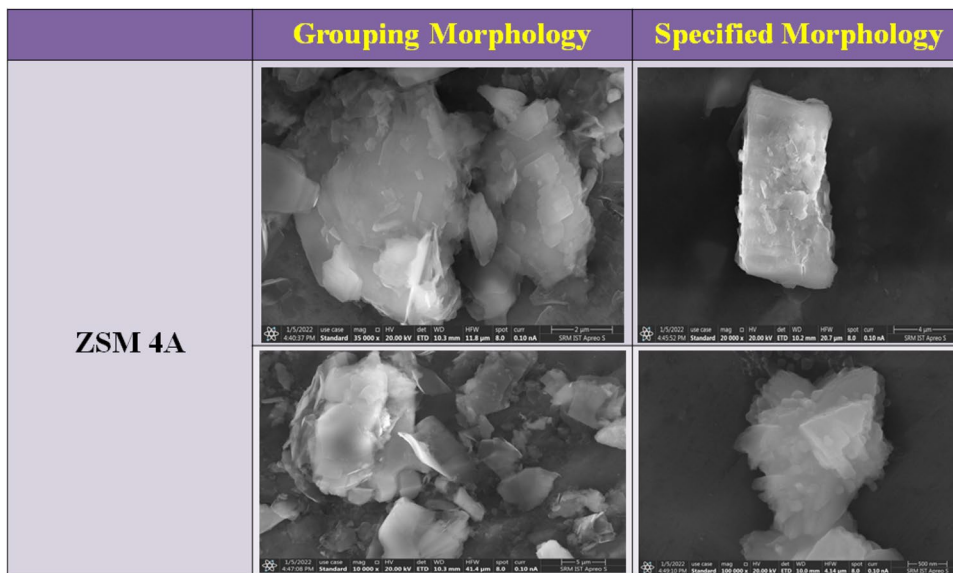 Grouping Morphology
Specified Morphology
ZSM 4A
1/5/2022 use case mag □ HV det WD HFW spot curr 2 µm
4:40:37 PM Standard 35 000 x 20.00 kV ETD 10.3 mm 11.8 µm 8.0 0.10 nA SRM IST Apreo S
1/5/2022 use case mag □ HV det WD HFW spot curr 4 µm
4:45:52 PM Standard 20 000 x 20.00 kV ETD 10.2 mm 20.7 µm 8.0 0.10 nA SRM IST Apreo S
1/5/2022 use case mag □ HV det WD HFW spot curr 5 µm
4:47:08 PM Standard 10 000 x 20.00 kV ETD 10.3 mm 41.4 µm 8.0 0.10 nA SRM IST Apreo S
1/5/2022 use case mag □ HV det WD HFW spot curr 500 nm
4:49:10 PM Standard 100 000 x 20.00 kV ETD 10.0 mm 4.14 µm 8.0 0.10 nA SRM IST Apreo S